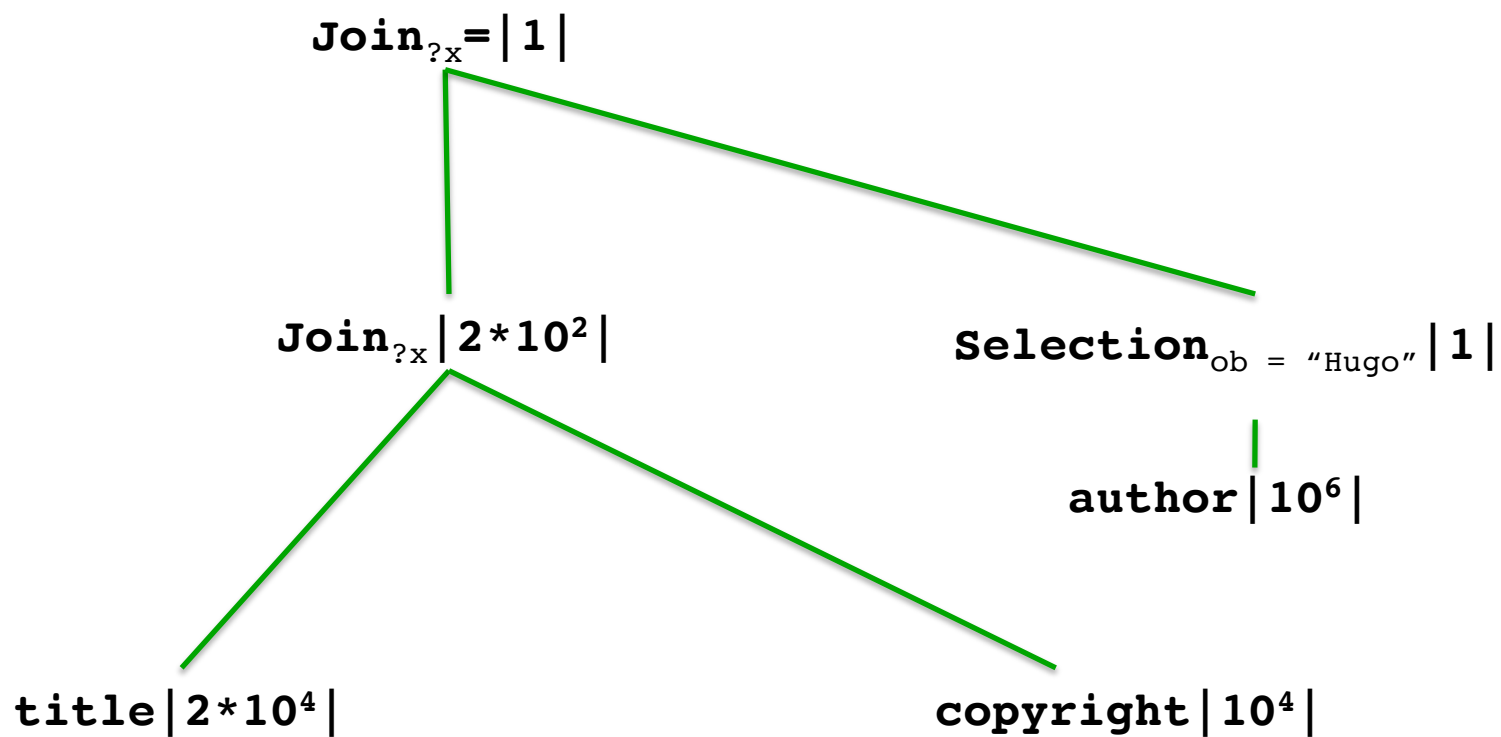 Join?x=|1|
Join?x|2*10²|
Selectionob = “Hugo”|1|
author|10⁶|
title|2*10⁴|
copyright|10⁴|